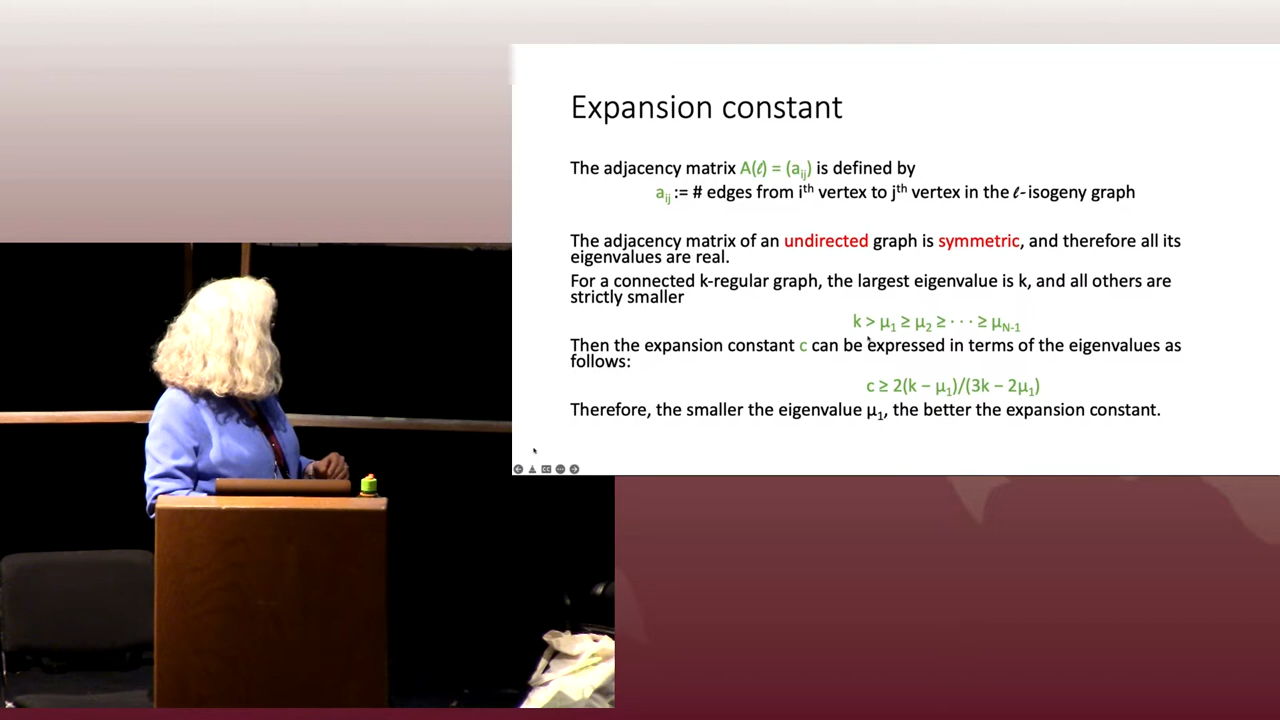 Expansion constant
The adjacency matrix A(ℓ) = (aᵢⱼ) is defined by
aᵢⱼ := # edges from iᵗʰ vertex to jᵗʰ vertex in the ℓ-isogeny graph
The adjacency matrix of an undirected graph is symmetric, and therefore all its
eigenvalues are real.
For a connected k-regular graph, the largest eigenvalue is k, and all others are
strictly smaller
k > μ₁ ≥ μ₂ ≥ · · · ≥ μ_N-1
Then the expansion constant c can be expressed in terms of the eigenvalues as
follows:
c ≥ 2(k − μ₁)/(3k − 2μ₁)
Therefore, the smaller the eigenvalue μ₁, the better the expansion constant.